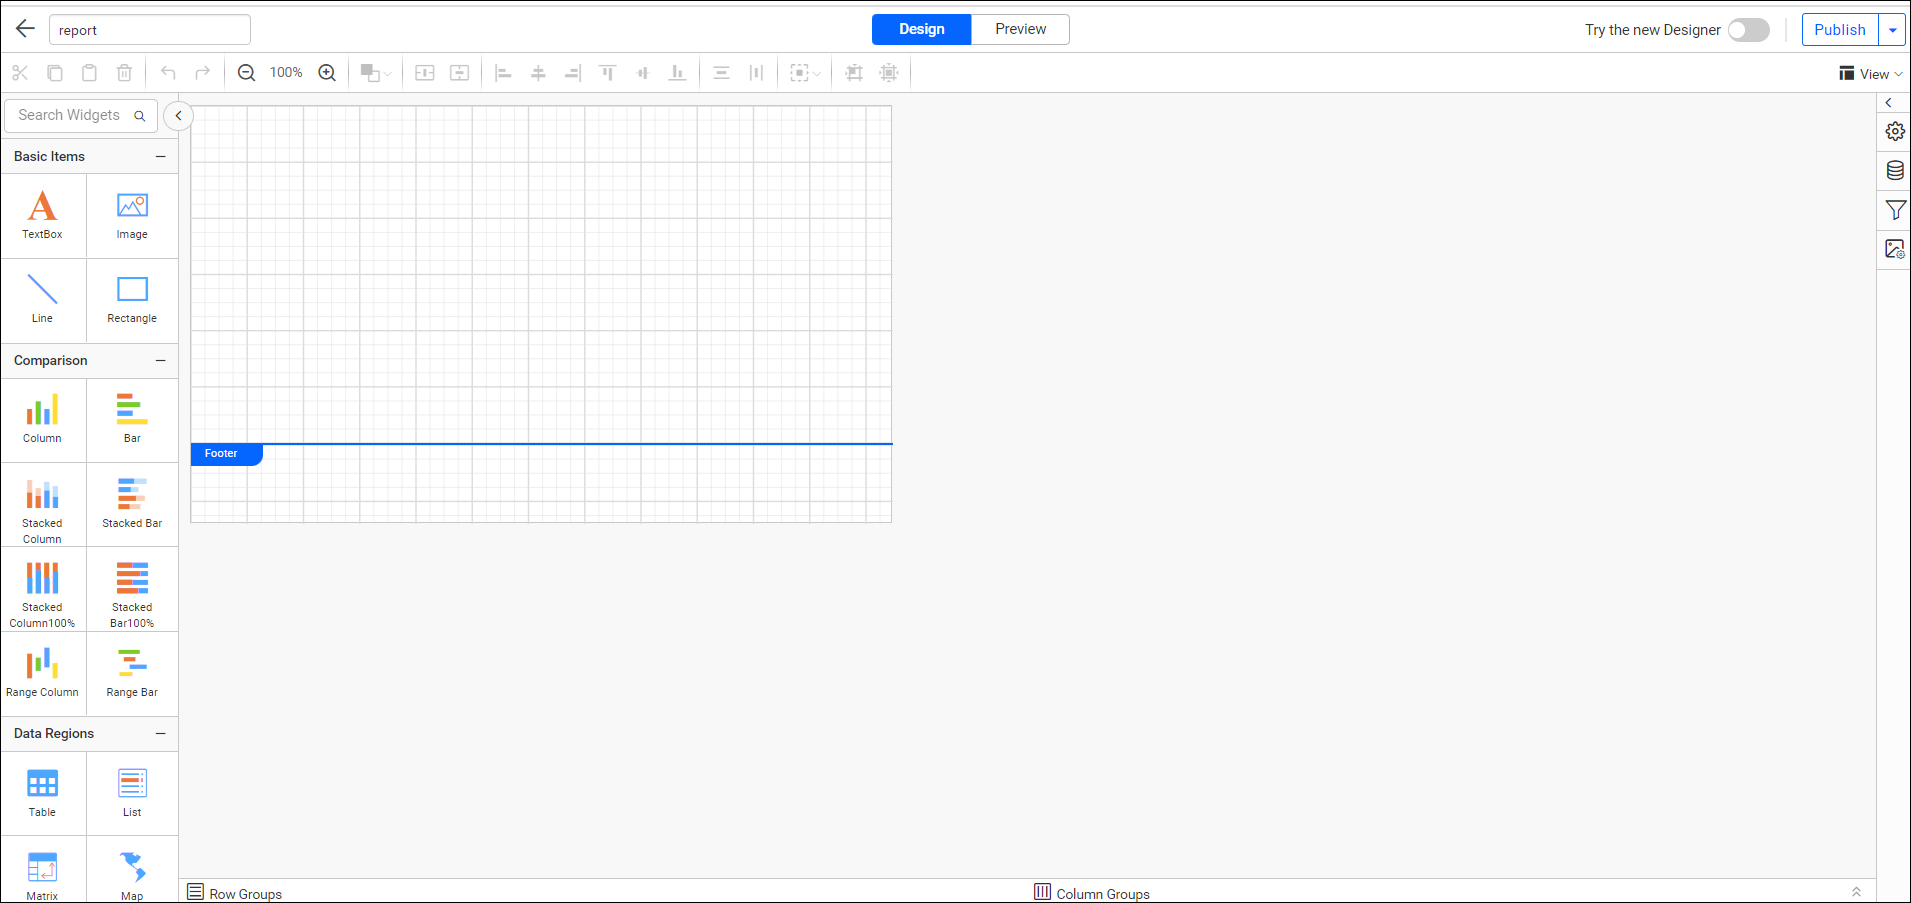 report
Design
Preview
Try the new Designer
Publish
100%
View
Search Widgets
Basic Items
TextBox
Image
Line
Rectangle
Comparison
Column
Bar
Stacked
Column
Stacked Bar
Stacked
Column100%
Stacked
Bar100%
Range Column
Range Bar
Data Regions
Table
List
Matrix
Map
Footer
Row Groups
Column Groups